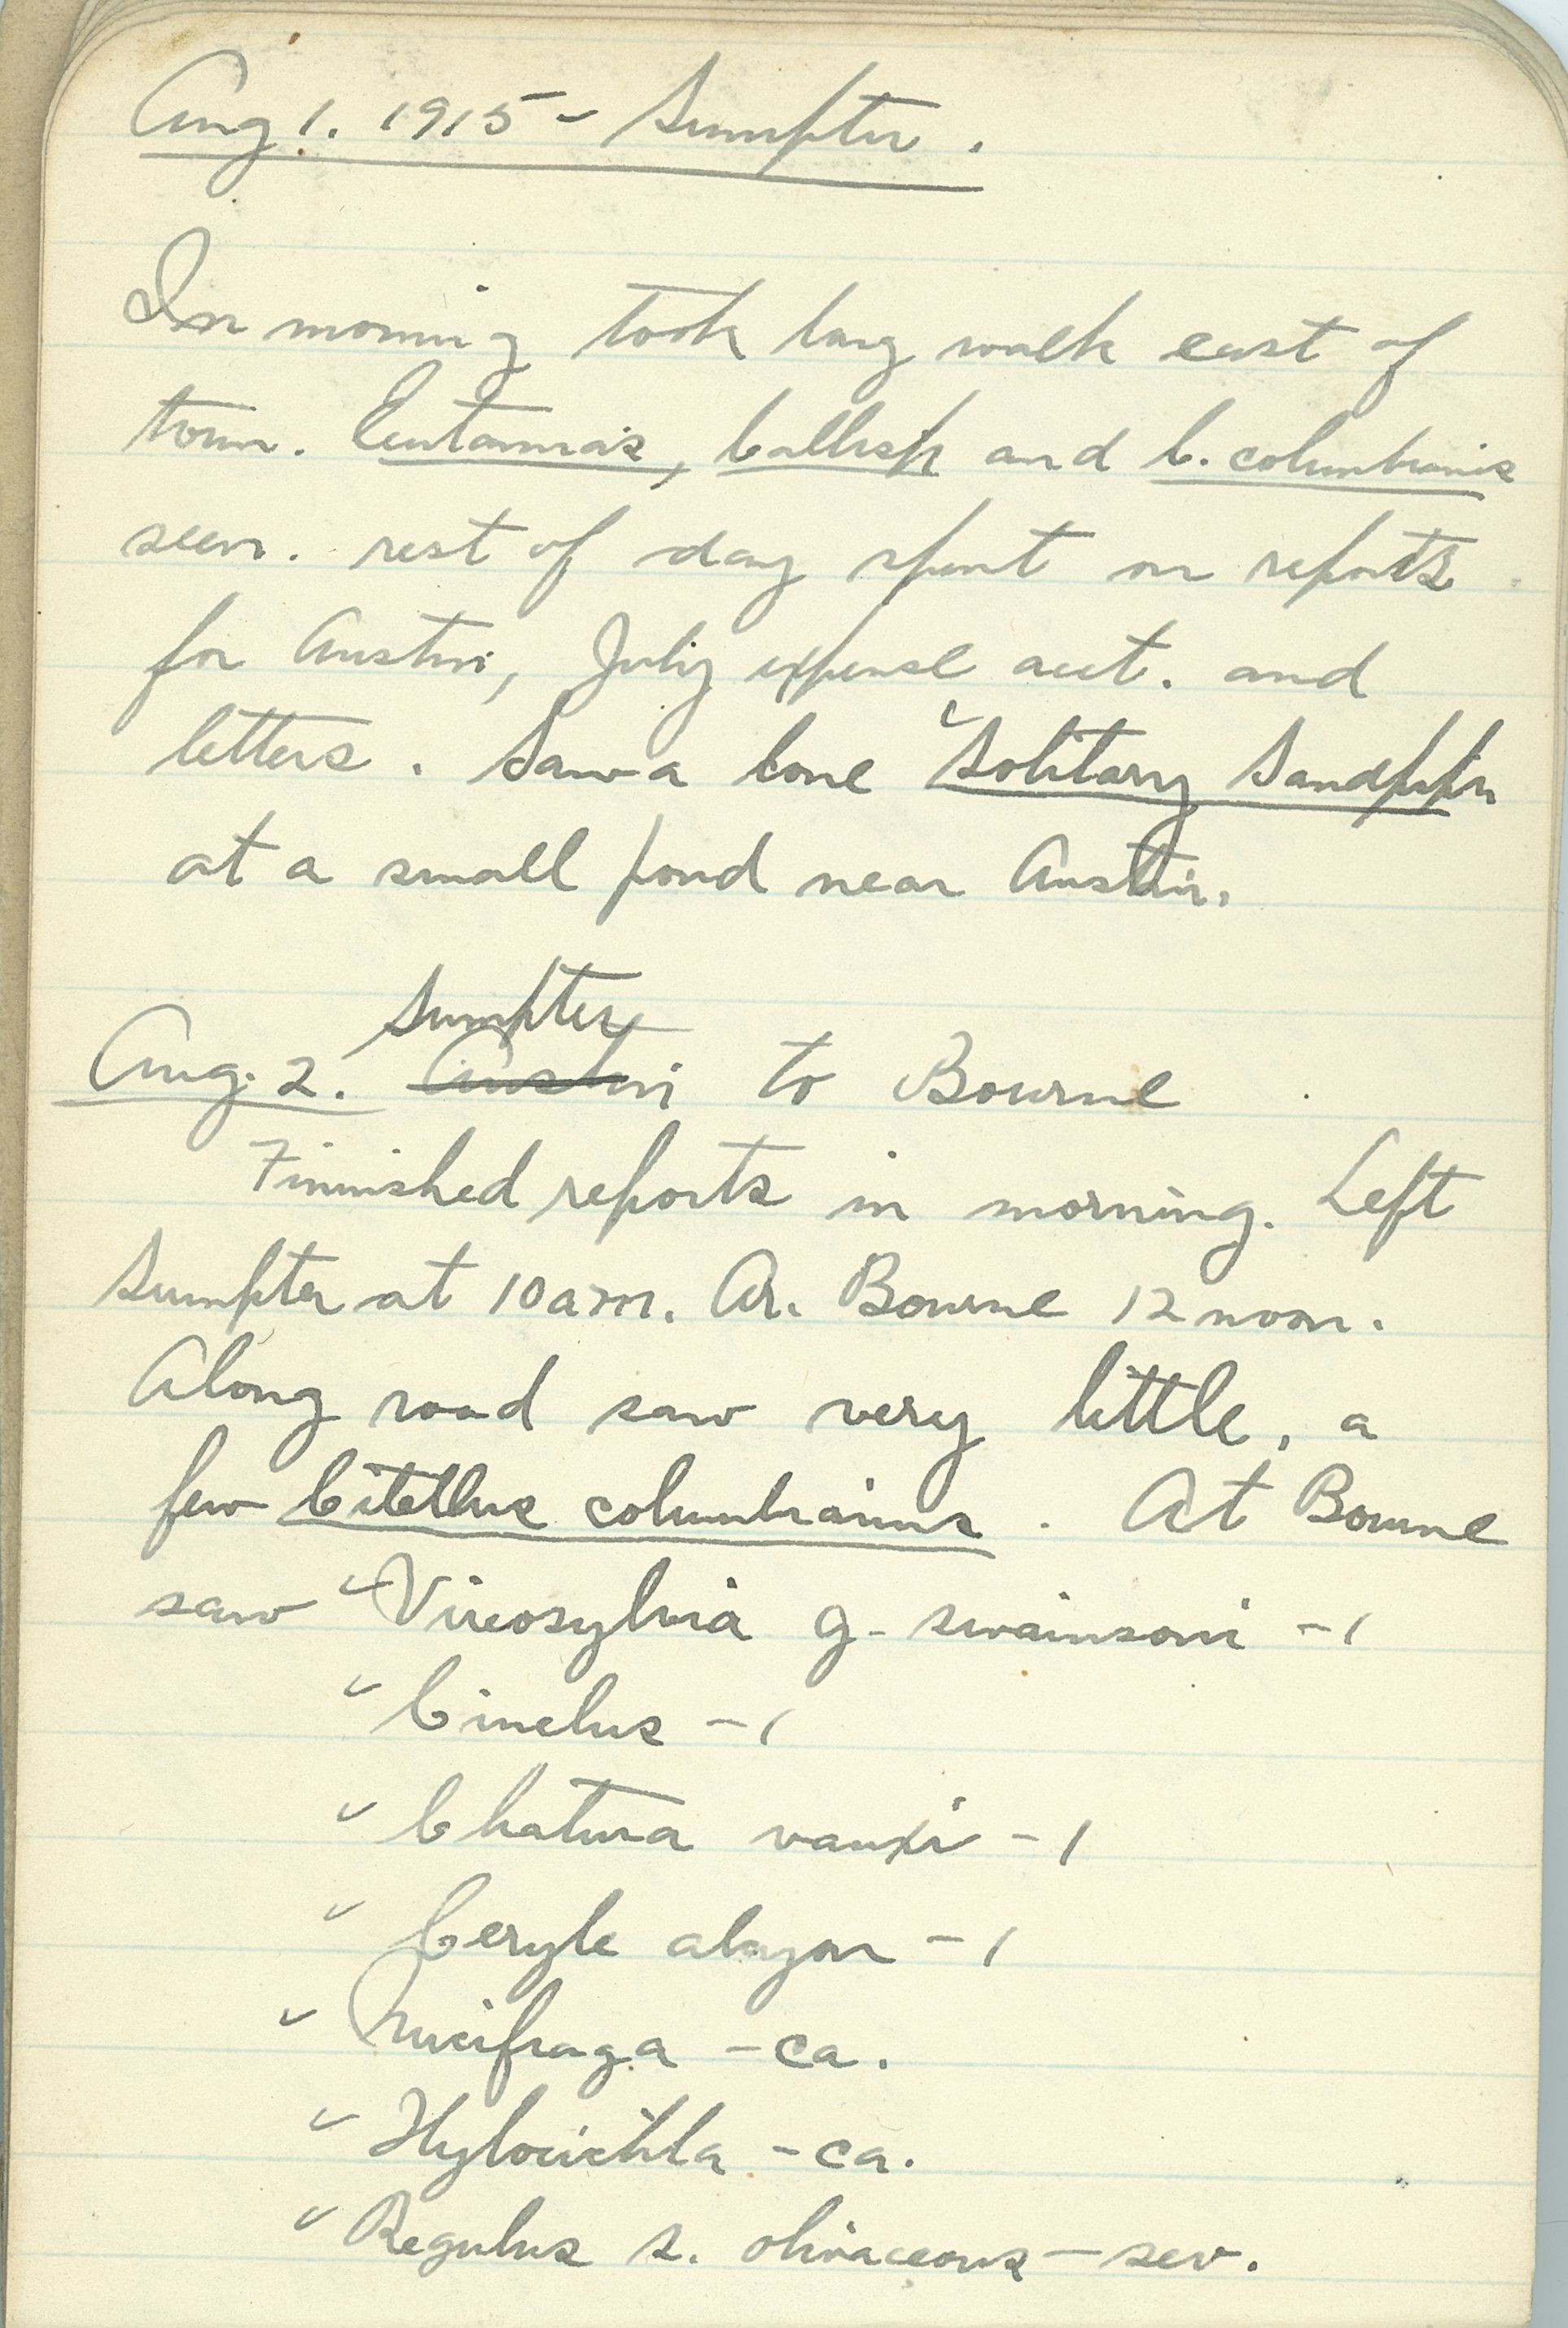 Aug 1. 1915 - Sumpter.
In morning took long walk east of
town. Eutamias, Callosp and C. columbianus
seen. rest of day spent on reports
for Austin, July expense acct. and
letters. Saw a lone ✓Solitary Sandpiper
at a small pond near Austin.
Sumpter
Aug. 2. Austin to Bourne
Finnished reports in morning. Left
Sumpter at 10 am. Ar. Bourne 12 noon.
Along road saw very little, a
few Citellus columbianus. At Bourne
saw ✓Vireosylvia g. swainsoni -1
✓ Cinclus -1
✓ Chatura vauxi -1
✓ Ceryle alcyon -1
✓ Nucifraga - ca.
✓ Hylocichla - ca.
✓ Regulus s. olivaceous - sev.